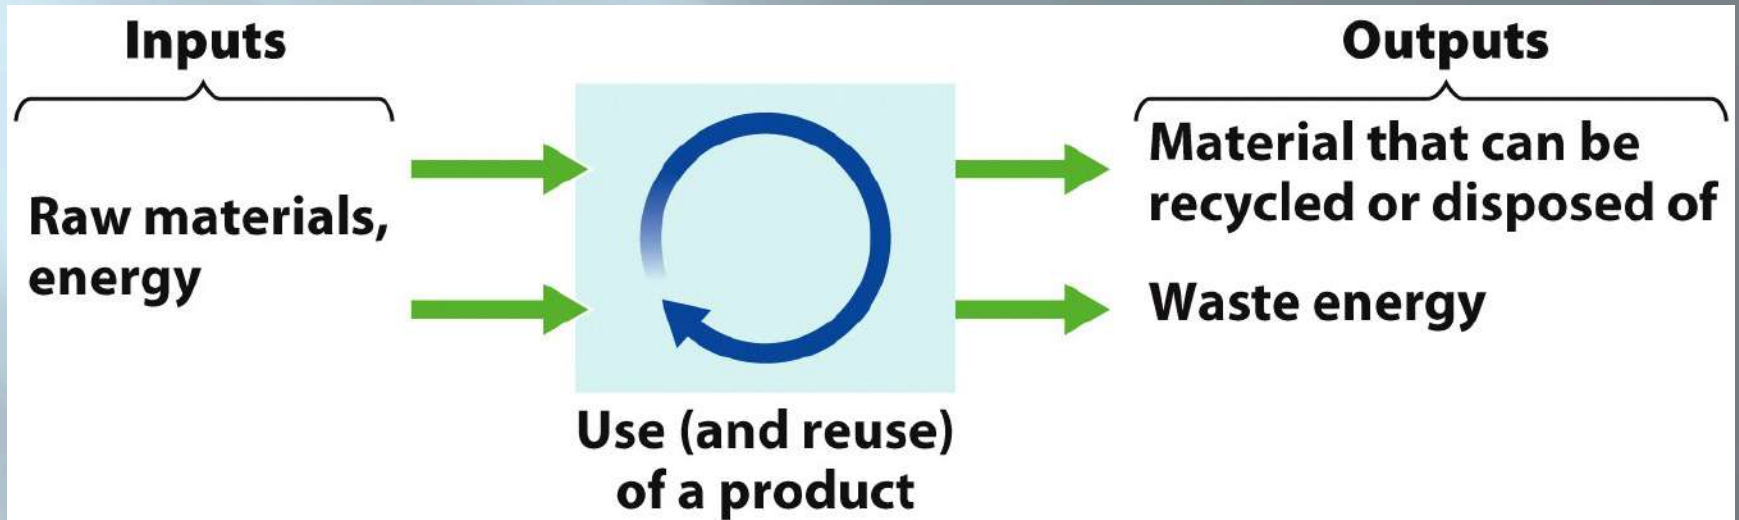 Inputs
Outputs
Raw materials,
energy
Material that can be
recycled or disposed of
Waste energy
Use (and reuse)
of a product